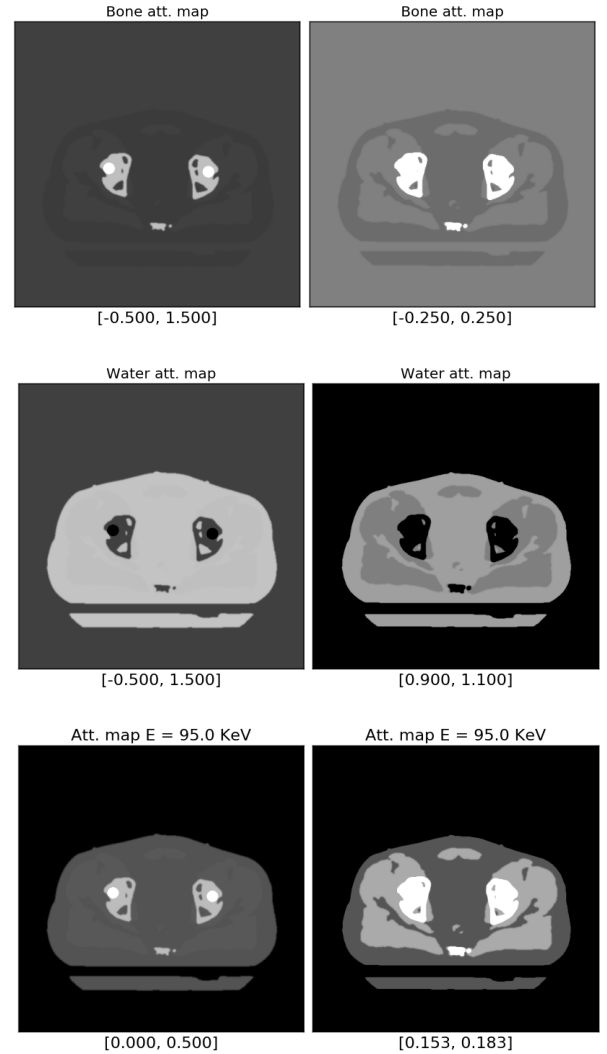 Bone att. map
Bone att. map
[-0.500, 1.500]
[-0.250, 0.250]
Water att. map
Water att. map
[-0.500, 1.500]
[0.900, 1.100]
Att. map E = 95.0 KeV
Att. map E = 95.0 KeV
[0.000, 0.500]
[0.153, 0.183]